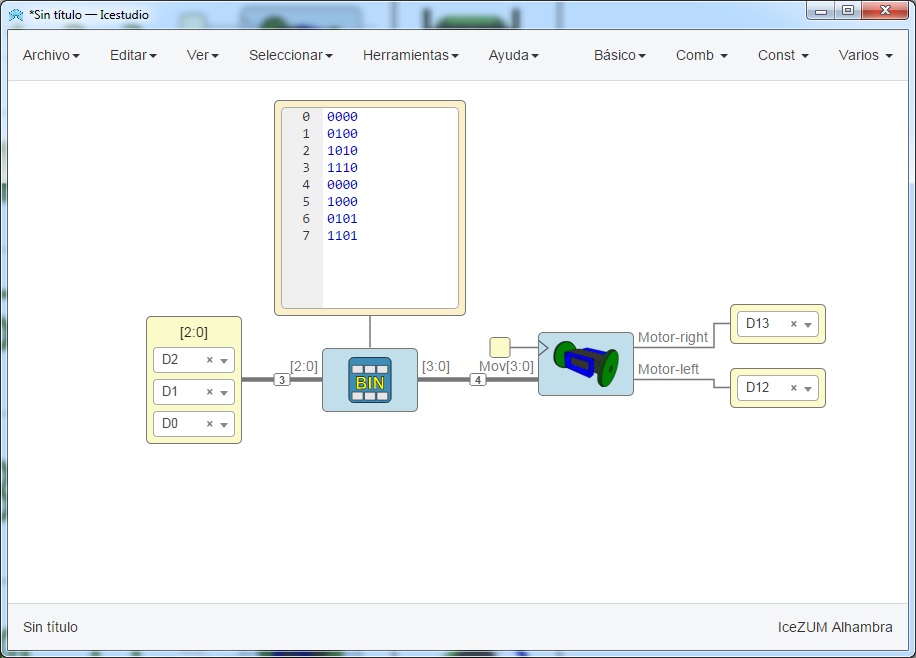 *Sin título — Icestudio
Archivo Editar Ver Seleccionar Herramientas Ayuda Básico Comb Const Varios
0 0000
1 0100
2 1010
3 1110
4 0000
5 1000
6 0101
7 1101
[2:0]
D2
D1
D0
3
[2:0]
BIN
[3:0]
4
Mov[3:0]
Motor-right
Motor-left
D13
D12
Sin título
IceZUM Alhambra